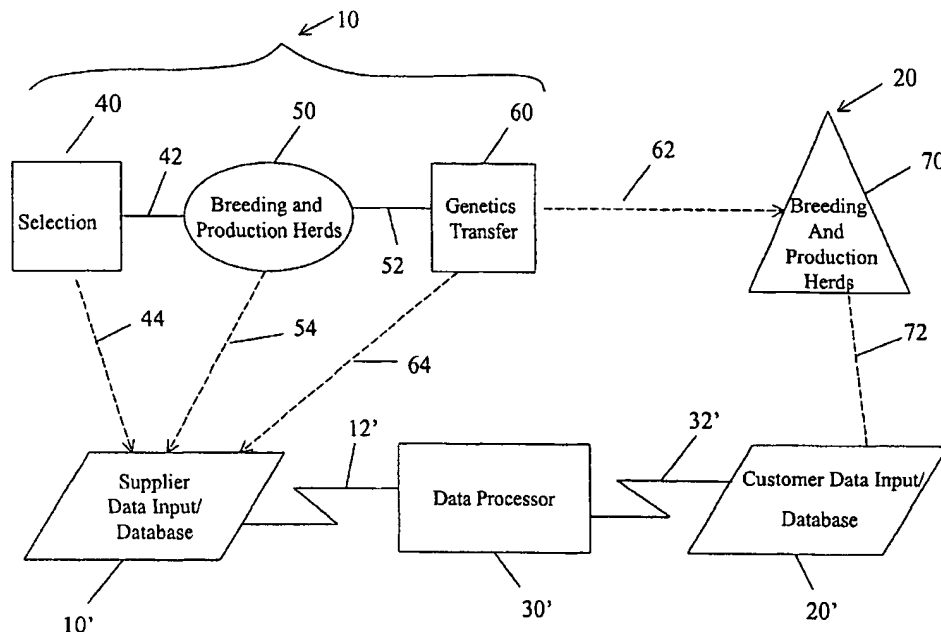 10
40
50
60
20
42
62
70
Selection
Breeding and
Production Herds
Genetics
Transfer
Breeding
And
Production
Herds
52
44
54
64
72
12'
32'
Supplier
Data Input/
Database
Data Processor
Customer Data Input/
Database
10'
30'
20'